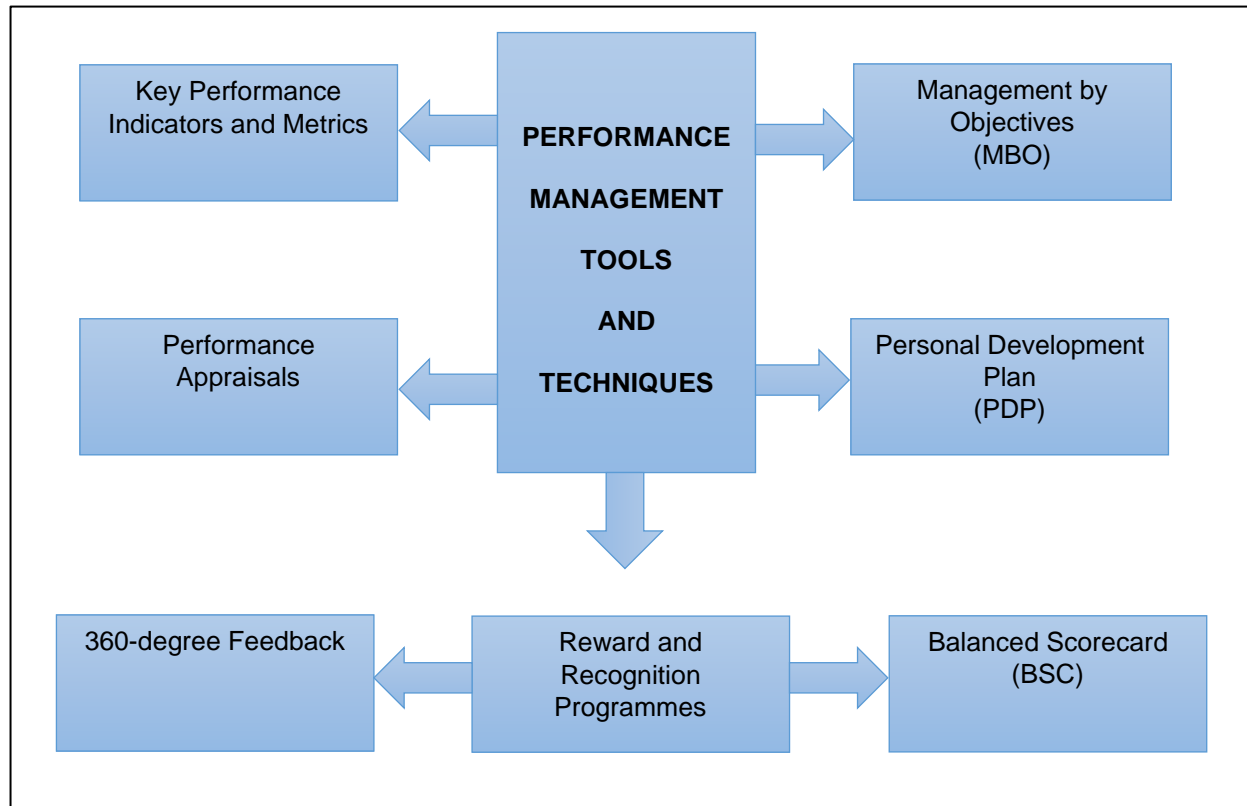 Key Performance
Indicators and Metrics
PERFORMANCE
MANAGEMENT
TOOLS
AND
TECHNIQUES
Management by
Objectives
(MBO)
Performance
Appraisals
Personal Development
Plan
(PDP)
360-degree Feedback
Reward and
Recognition
Programmes
Balanced Scorecard
(BSC)